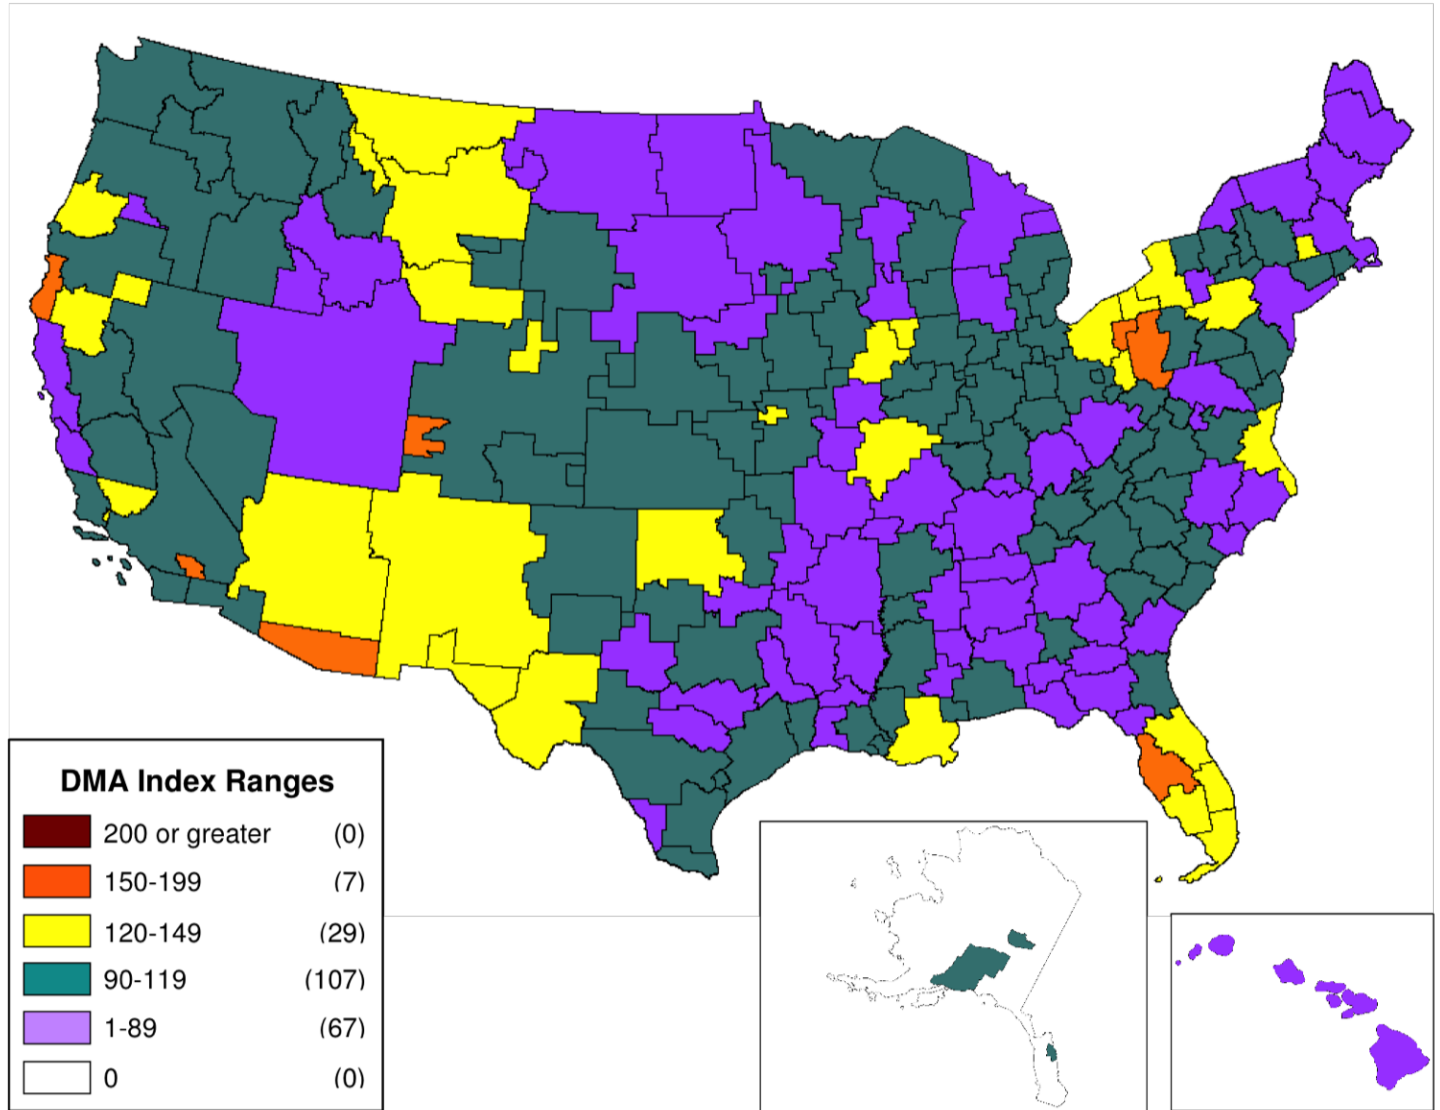 DMA Index Ranges
200 or greater (0)
150-199 (7)
120-149 (29)
90-119 (107)
1-89 (67)
0 (0)